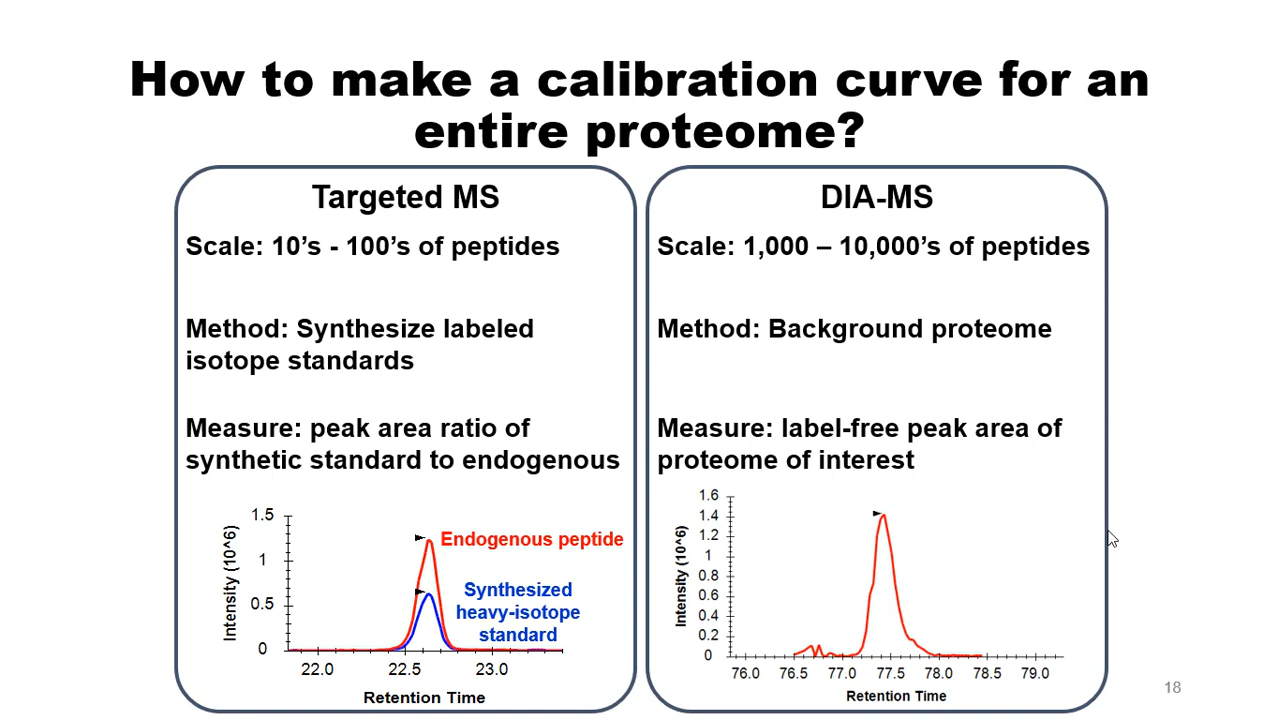 How to make a calibration curve for an
entire proteome?
Targeted MS
Scale: 10’s - 100’s of peptides
Method: Synthesize labeled
isotope standards
Measure: peak area ratio of
synthetic standard to endogenous
1.5
1
0.5
0
Intensity (10^6)
Endogenous peptide
Synthesized
heavy-isotope
standard
22.0 22.5 23.0
Retention Time
DIA-MS
Scale: 1,000 – 10,000’s of peptides
Method: Background proteome
Measure: label-free peak area of
proteome of interest
1.6
1.4
1.2
1
0.8
0.6
0.4
0.2
0
Intensity (10^6)
76.0 76.5 77.0 77.5 78.0 78.5 79.0
Retention Time
18